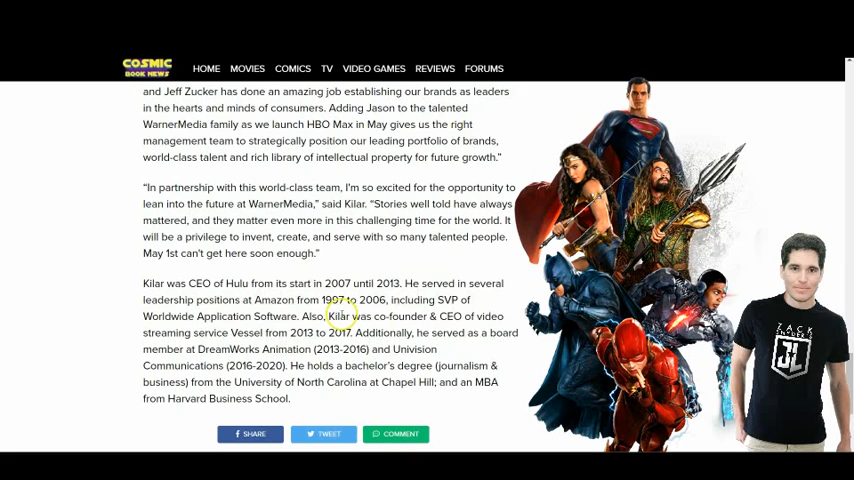 COSMIC
BOOK NEWS
HOME MOVIES COMICS TV VIDEO GAMES REVIEWS FORUMS
and Jeff Zucker has done an amazing job establishing our brands as leaders
in the hearts and minds of consumers. Adding Jason to the talented
WarnerMedia family as we launch HBO Max in May gives us the right
management team to strategically position our leading portfolio of brands,
world-class talent and rich library of intellectual property for future growth.”
“In partnership with this world-class team, I'm so excited for the opportunity to
lean into the future at WarnerMedia,” said Kilar. “Stories well told have always
mattered, and they matter even more in this challenging time for the world. It
will be a privilege to invent, create, and serve with so many talented people.
May 1st can't get here soon enough.”
Kilar was CEO of Hulu from its start in 2007 until 2013. He served in several
leadership positions at Amazon from 1997 to 2006, including SVP of
Worldwide Application Software. Also, Kilar was co-founder & CEO of video
streaming service Vessel from 2013 to 2017. Additionally, he served as a board
member at DreamWorks Animation (2013-2016) and Univision
Communications (2016-2020). He holds a bachelor's degree (journalism &
business) from the University of North Carolina at Chapel Hill; and an MBA
from Harvard Business School.
SHARE TWEET COMMENT
ZACK
SNYDER'S
JL